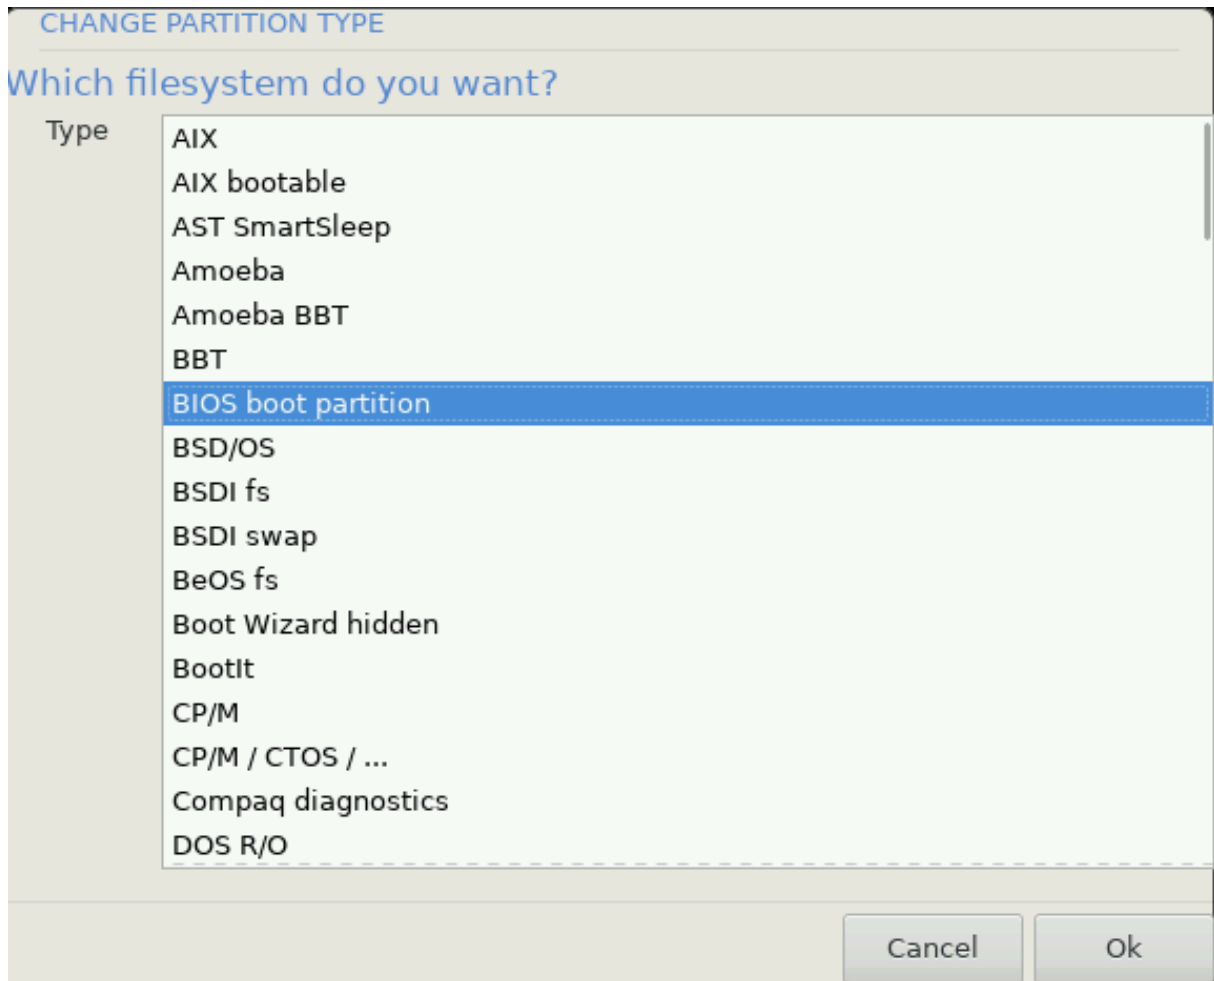 CHANGE PARTITION TYPE
Which filesystem do you want?
Type
AIX
AIX bootable
AST SmartSleep
Amoeba
Amoeba BBT
BBT
BIOS boot partition
BSD/OS
BSDI fs
BSDI swap
BeOS fs
Boot Wizard hidden
BootIt
CP/M
CP/M / CTOS / ...
Compaq diagnostics
DOS R/O
Cancel
Ok